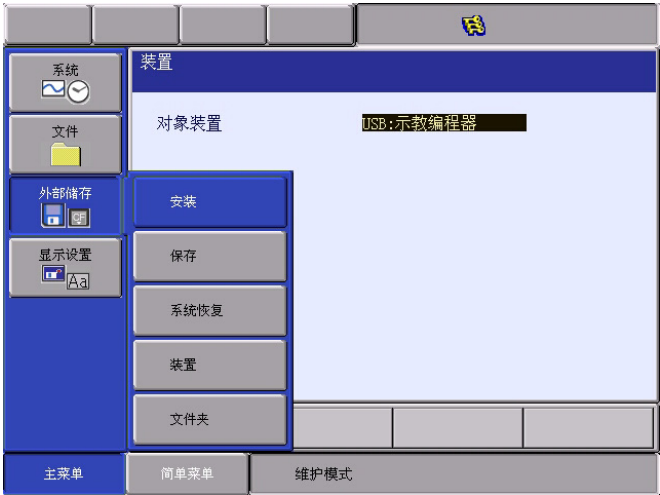 系统
装置
文件
对象装置
USB:示教编程器
外部储存
CF
安装
显示设置
Aa
保存
系统恢复
装置
文件夹
主菜单
简单菜单
维护模式